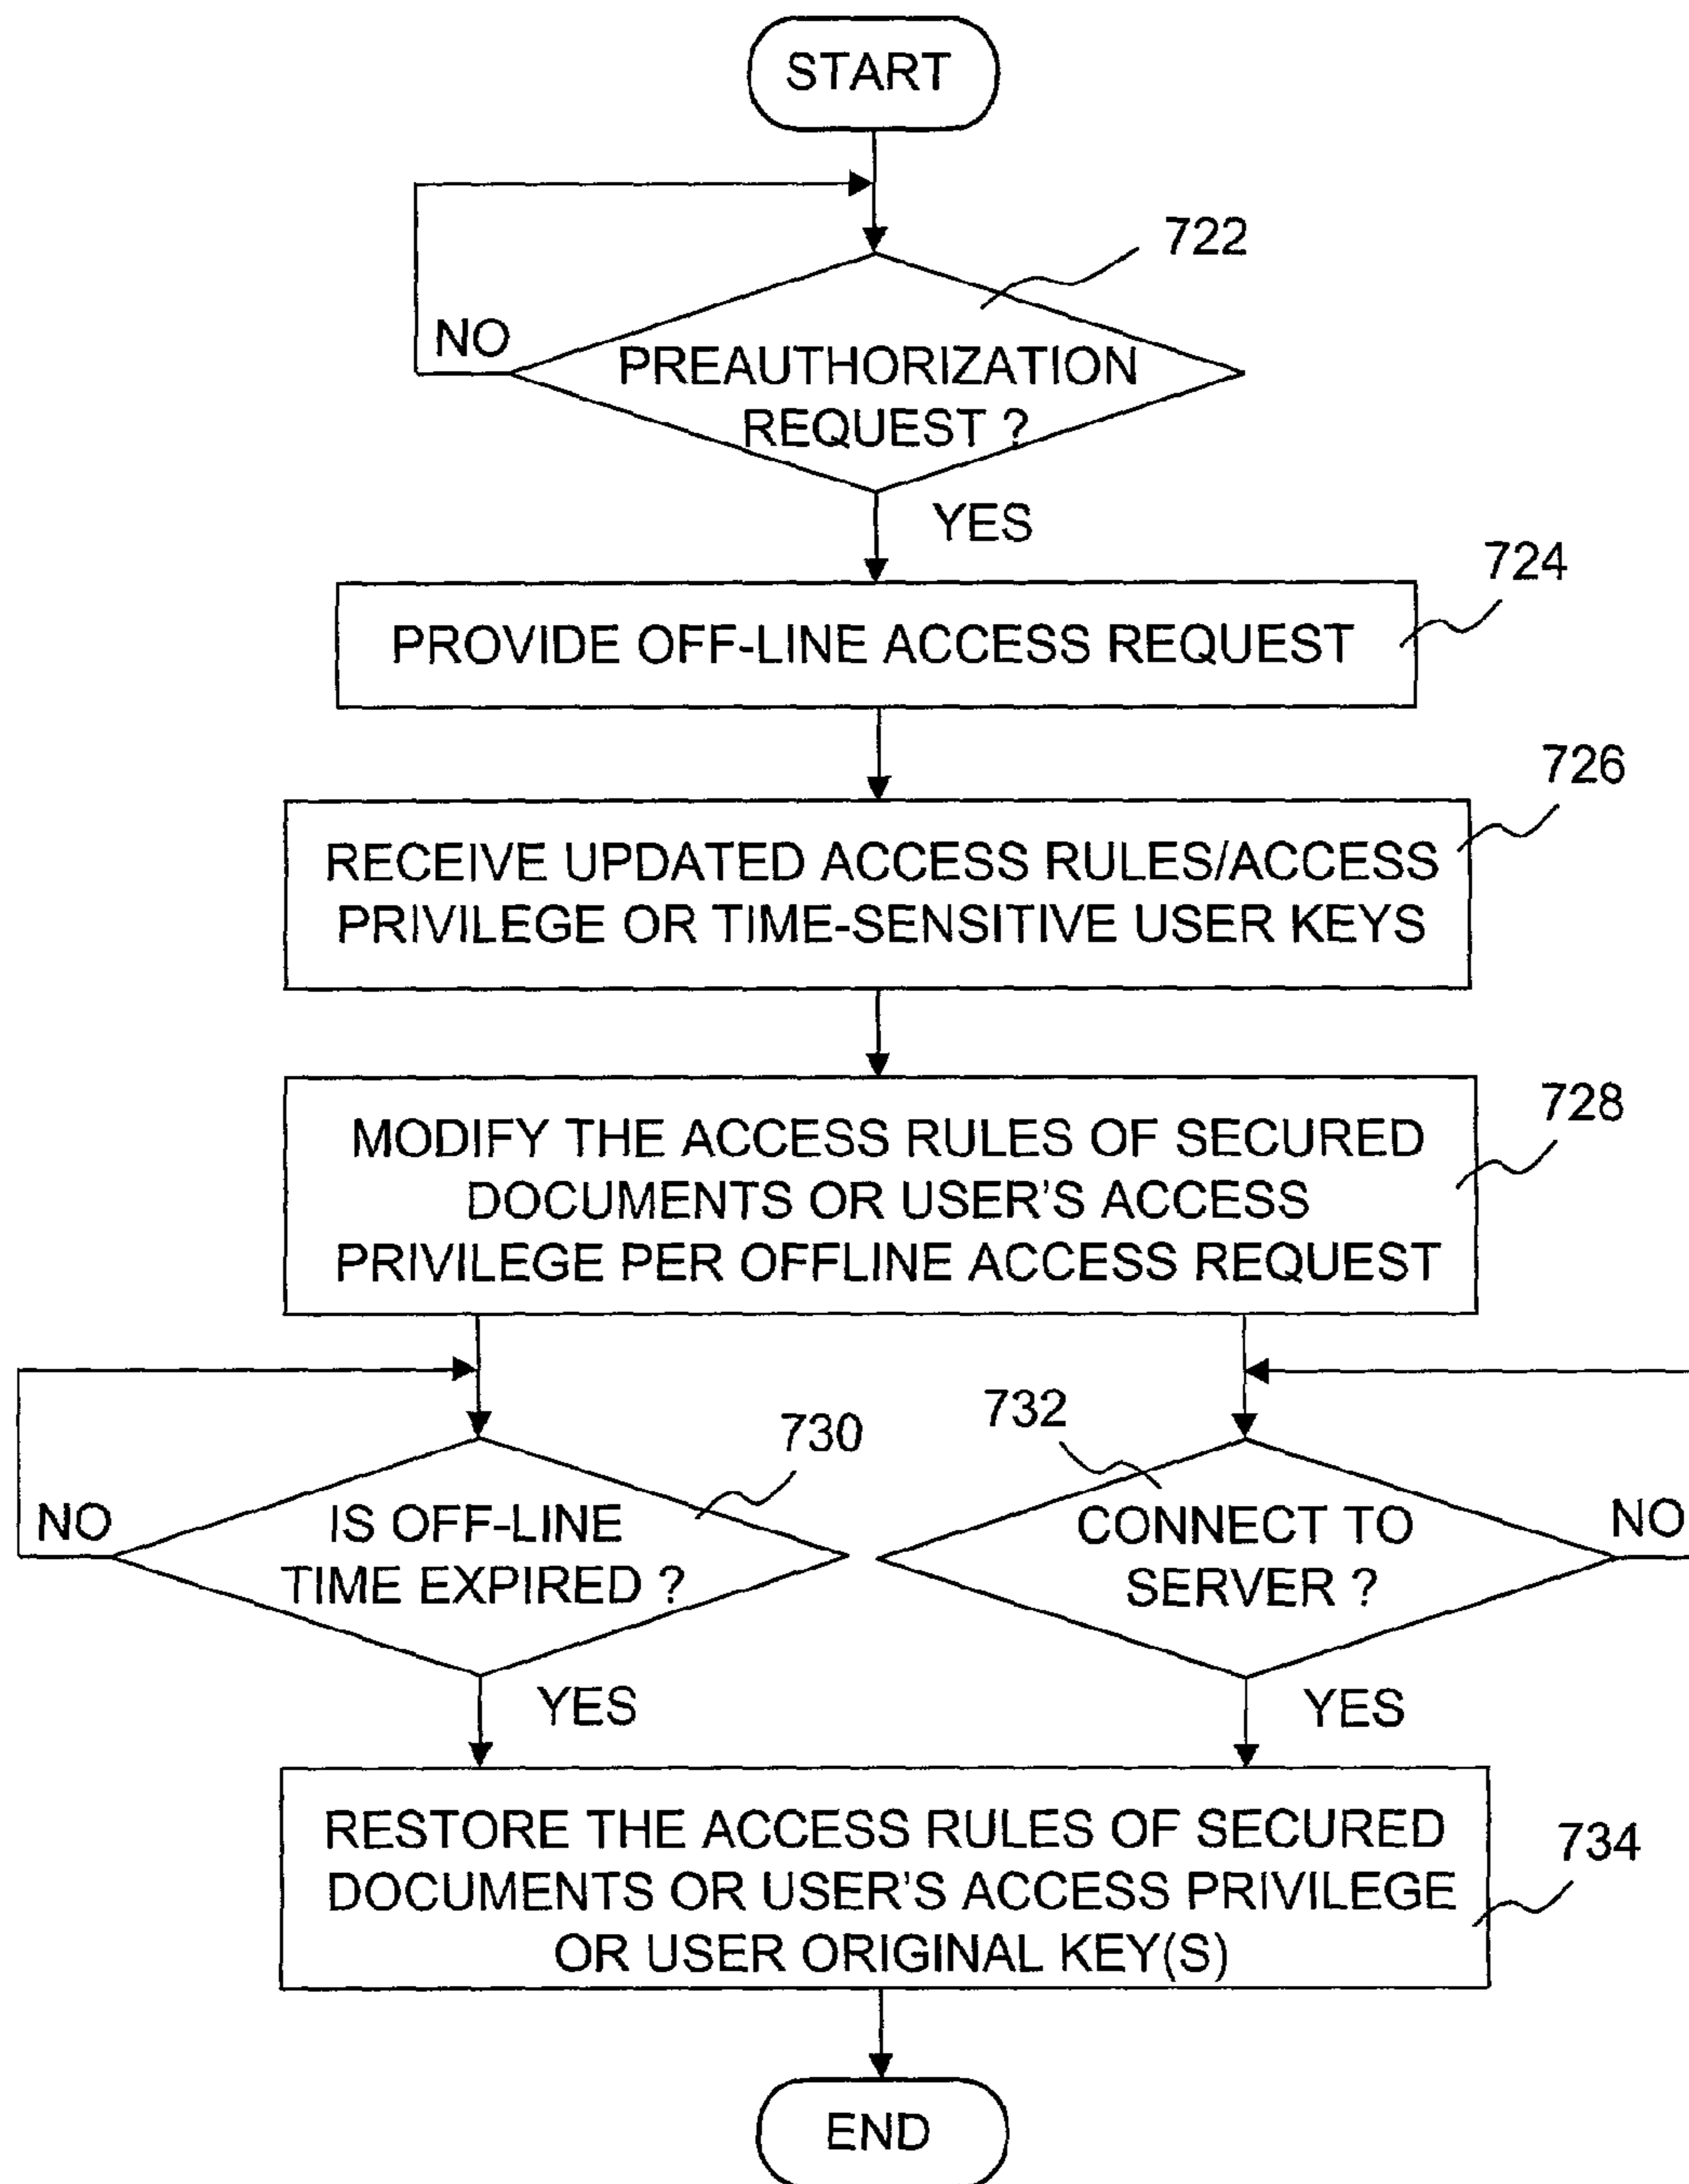 START
722
NO
PREAUTHORIZATION
REQUEST ?
YES
724
PROVIDE OFF-LINE ACCESS REQUEST
726
RECEIVE UPDATED ACCESS RULES/ACCESS
PRIVILEGE OR TIME-SENSITIVE USER KEYS
728
MODIFY THE ACCESS RULES OF SECURED
DOCUMENTS OR USER'S ACCESS
PRIVILEGE PER OFFLINE ACCESS REQUEST
730
732
NO
IS OFF-LINE
TIME EXPIRED ?
CONNECT TO
SERVER ?
NO
YES
YES
RESTORE THE ACCESS RULES OF SECURED
DOCUMENTS OR USER'S ACCESS PRIVILEGE
OR USER ORIGINAL KEY(S)
734
END